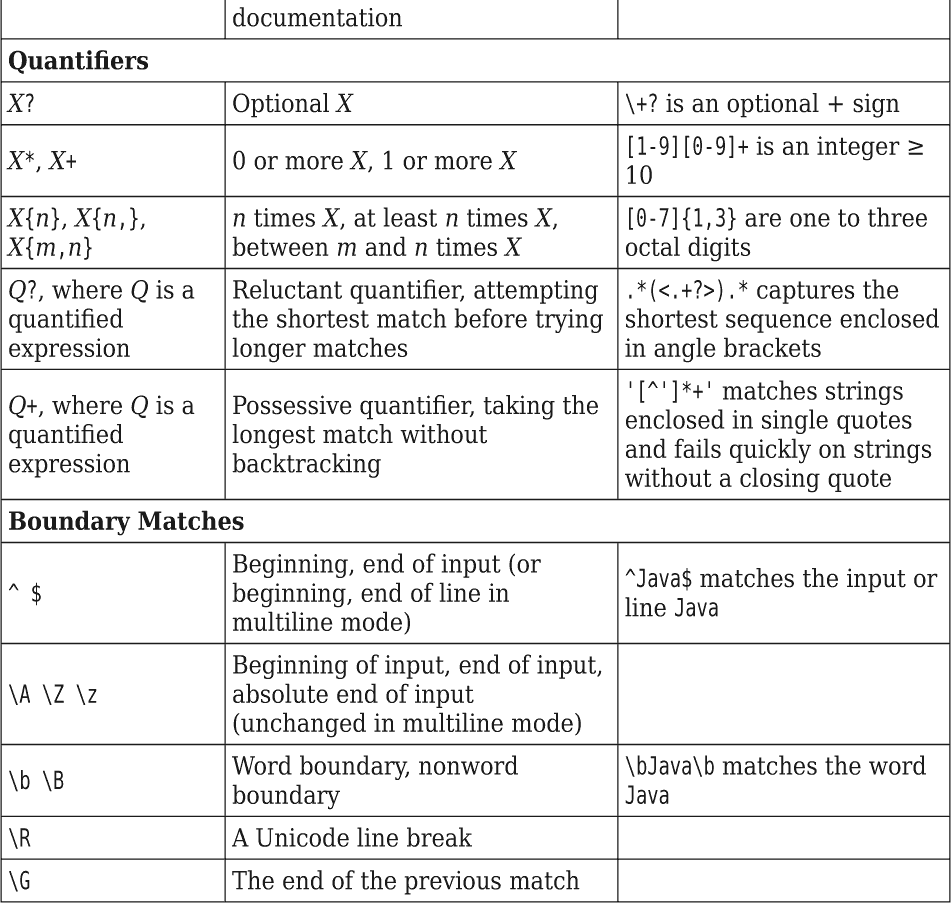 documentation
Quantifiers
X?
Optional X
\+? is an optional + sign
X*, X+
0 or more X, 1 or more X
[1-9][0-9]+ is an integer ≥
10
X{n}, X{n,},
X{m,n}
n times X, at least n times X,
between m and n times X
[0-7]{1,3} are one to three
octal digits
Q?, where Q is a
quantified
expression
Reluctant quantifier, attempting
the shortest match before trying
longer matches
.*(<.+?>).* captures the
shortest sequence enclosed
in angle brackets
Q+, where Q is a
quantified
expression
Possessive quantifier, taking the
longest match without
backtracking
'[^']*+' matches strings
enclosed in single quotes
and fails quickly on strings
without a closing quote
Boundary Matches
^ $
Beginning, end of input (or
beginning, end of line in
multiline mode)
^Java$ matches the input or
line Java
\A \Z \z
Beginning of input, end of input,
absolute end of input
(unchanged in multiline mode)
\b \B
Word boundary, nonword
boundary
\bJava\b matches the word
Java
\R
A Unicode line break
\G
The end of the previous match